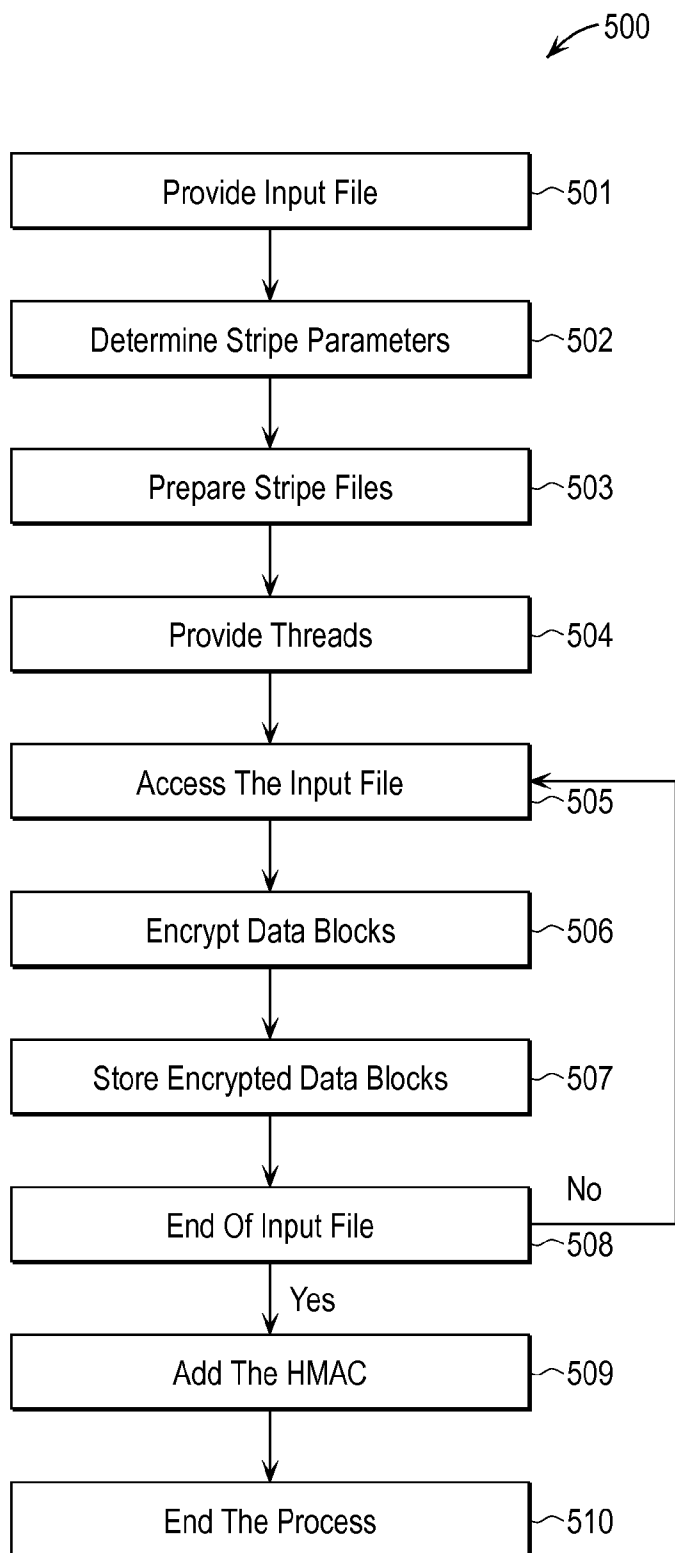 500
Provide Input File
501
Determine Stripe Parameters
502
Prepare Stripe Files
503
Provide Threads
504
Access The Input File
505
Encrypt Data Blocks
506
Store Encrypted Data Blocks
507
End Of Input File
No
508
Yes
Add The HMAC
509
End The Process
510